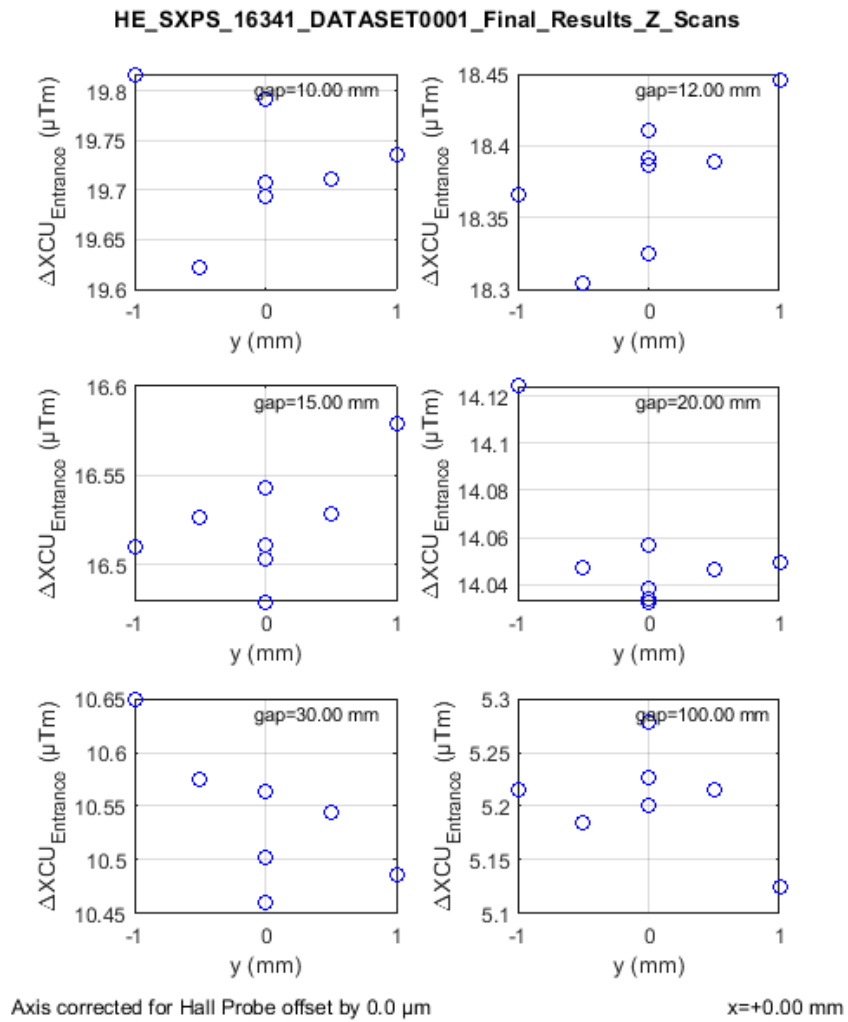 HE_SXPS_16341_DATASET0001_Final_Results_Z_Scans
ΔXCU_Entrance (µTm)
19.8
19.75
19.7
19.65
19.6
gap=10.00 mm
-1 0 1
y (mm)
ΔXCU_Entrance (µTm)
18.45
18.4
18.35
18.3
gap=12.00 mm
-1 0 1
y (mm)
ΔXCU_Entrance (µTm)
16.6
16.55
16.5
gap=15.00 mm
-1 0 1
y (mm)
ΔXCU_Entrance (µTm)
14.12
14.1
14.08
14.06
14.04
gap=20.00 mm
-1 0 1
y (mm)
ΔXCU_Entrance (µTm)
10.65
10.6
10.55
10.5
10.45
gap=30.00 mm
-1 0 1
y (mm)
ΔXCU_Entrance (µTm)
5.3
5.25
5.2
5.15
5.1
gap=100.00 mm
-1 0 1
y (mm)
Axis corrected for Hall Probe offset by 0.0 µm
x=+0.00 mm